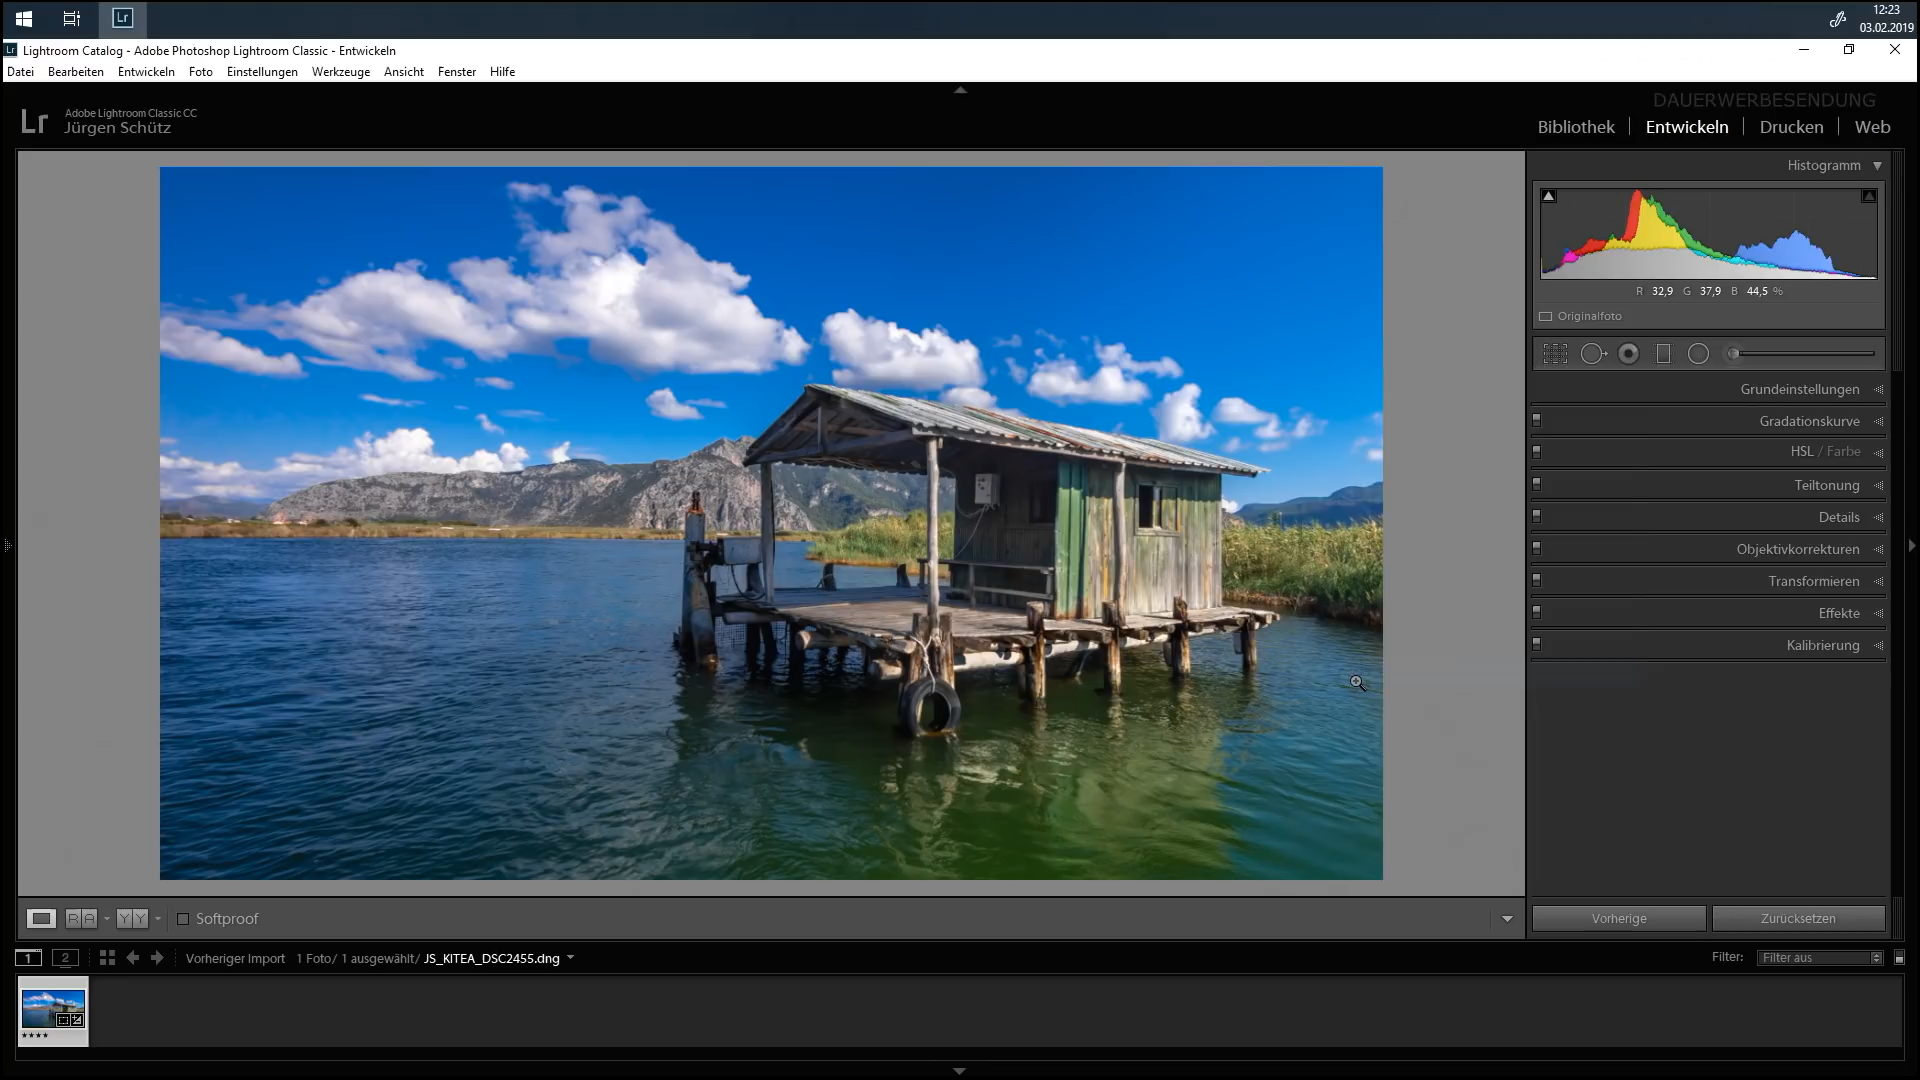 12:23
03.02.2019
Lr
Lr Lightroom Catalog - Adobe Photoshop Lightroom Classic - Entwickeln
Datei Bearbeiten Entwickeln Foto Einstellungen Werkzeuge Ansicht Fenster Hilfe
DAUERWERBESENDUNG
Lr Adobe Lightroom Classic CC
Jürgen Schütz
Bibliothek | Entwickeln | Drucken | Web
Histogramm
R 32,9 G 37,9 B 44,5 %
Originalfoto
Grundeinstellungen
Gradationskurve
HSL / Farbe
Teiltonung
Details
Objektivkorrekturen
Transformieren
Effekte
Kalibrierung
R A Y Y Softproof
Vorherige Zurücksetzen
1 2 Vorheriger Import 1 Foto/ 1 ausgewählt/ JS_KITEA_DSC2455.dng
Filter: Filter aus